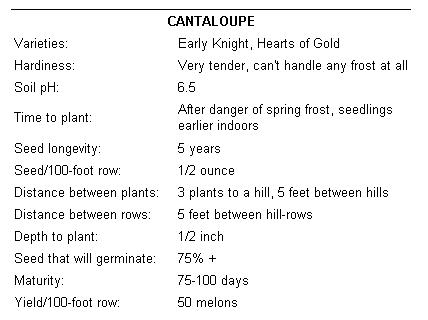 CANTALOUPE
Varieties: Early Knight, Hearts of Gold
Hardiness: Very tender, can't handle any frost at all
Soil pH: 6.5
Time to plant: After danger of spring frost, seedlings
earlier indoors
Seed longevity: 5 years
Seed/100-foot row: 1/2 ounce
Distance between plants: 3 plants to a hill, 5 feet between hills
Distance between rows: 5 feet between hill-rows
Depth to plant: 1/2 inch
Seed that will germinate: 75% +
Maturity: 75-100 days
Yield/100-foot row: 50 melons